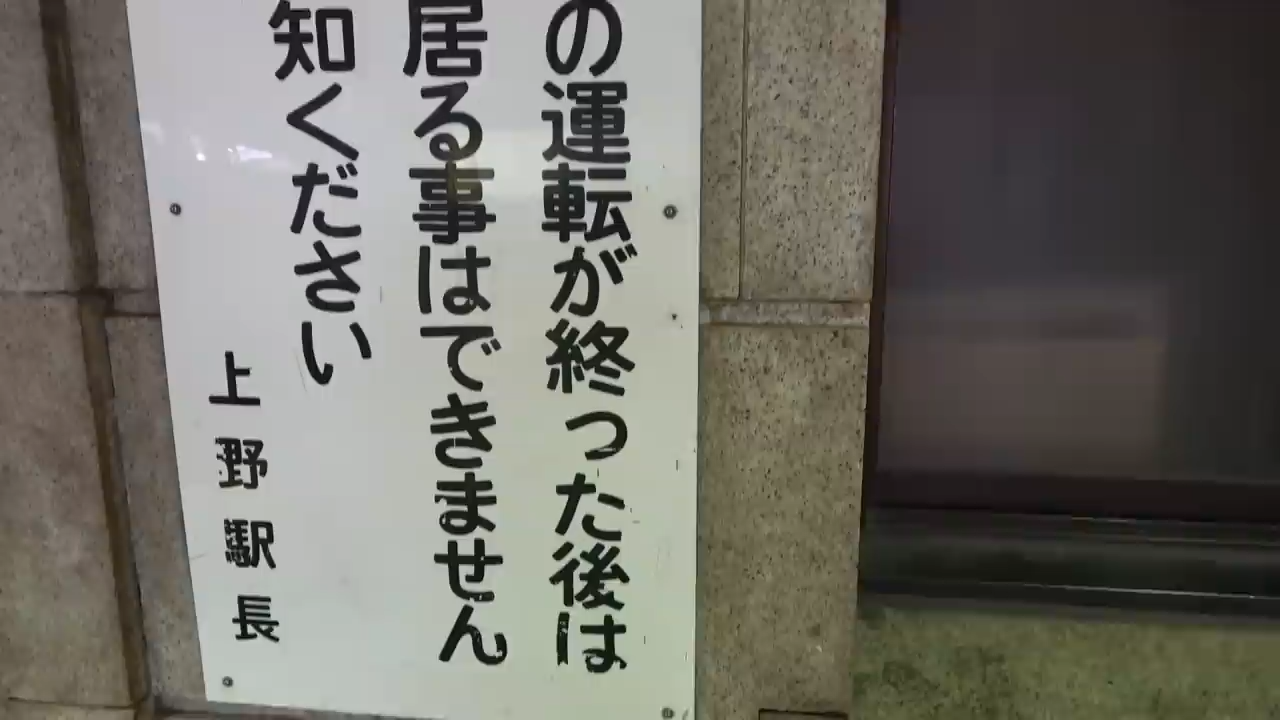 の運転が終った後は
居る事はできません
知ください
上野駅長